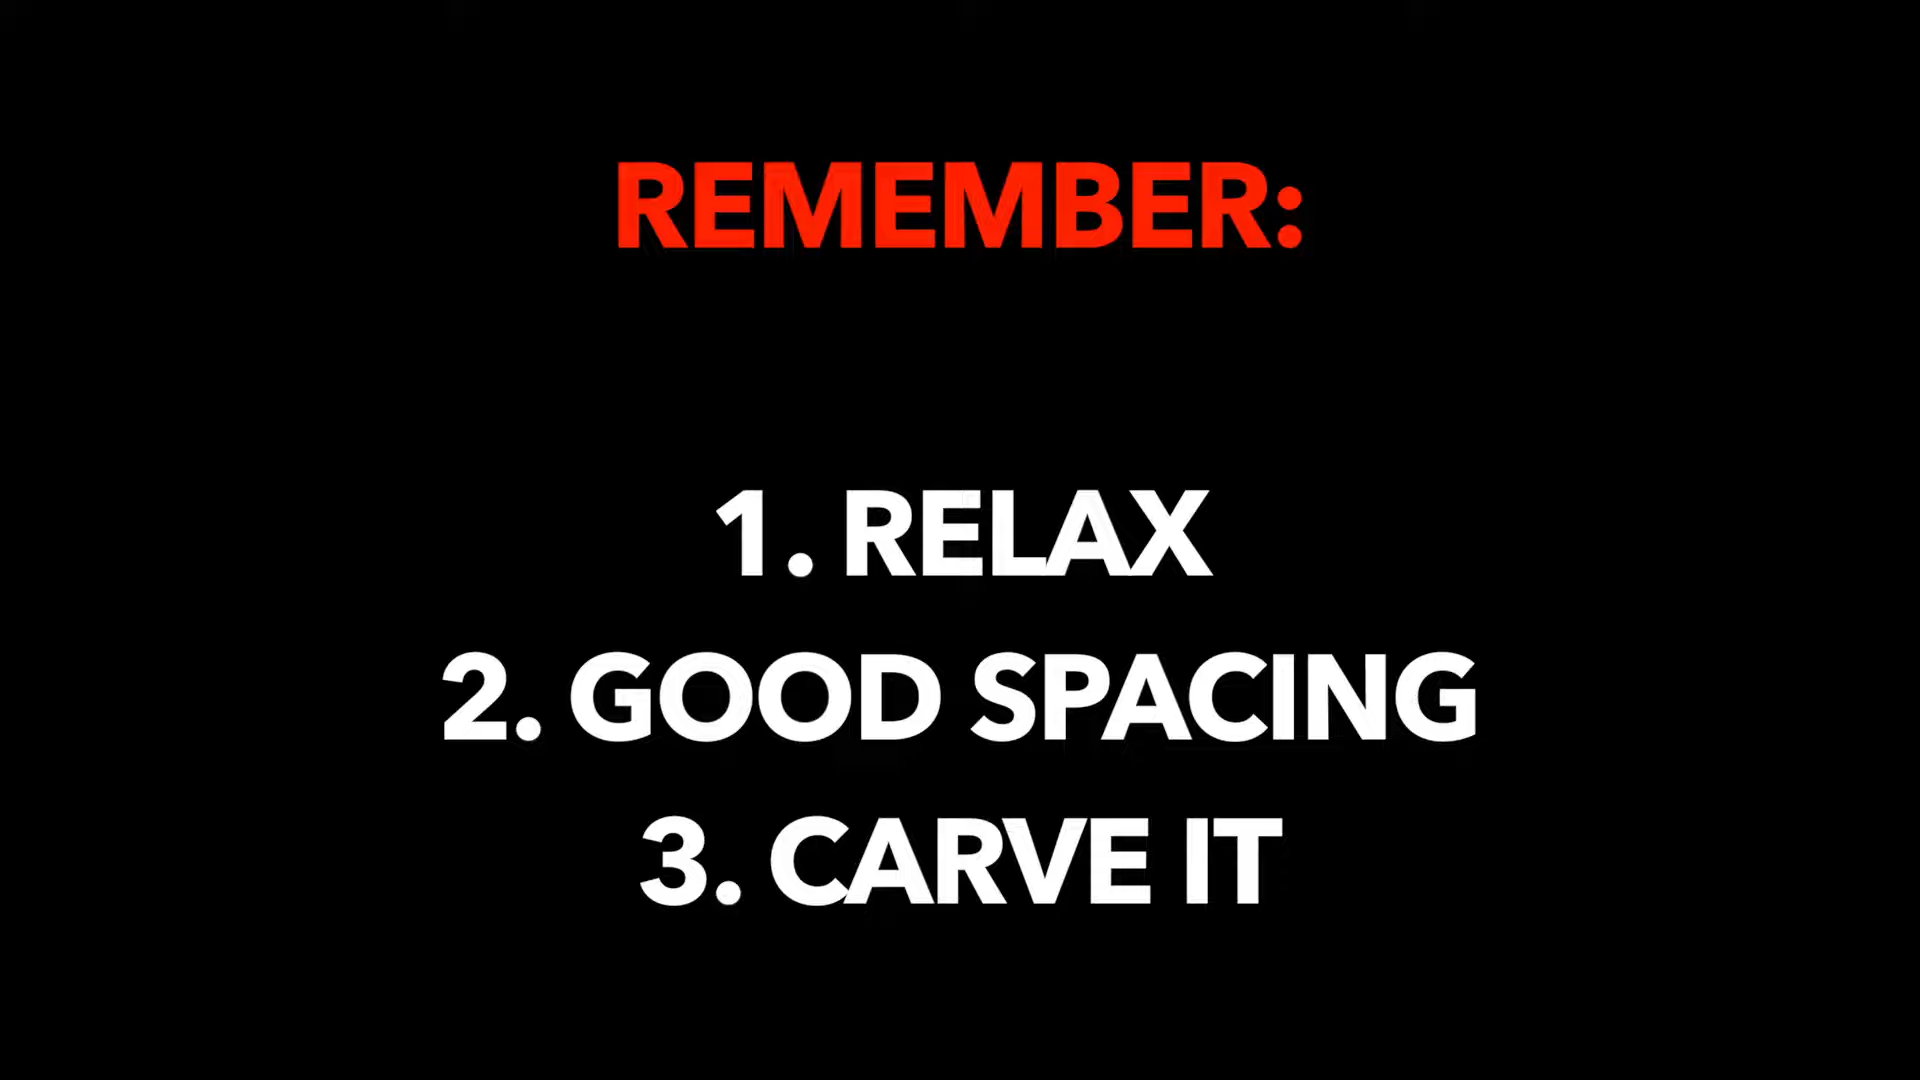 REMEMBER:
1. RELAX
2. GOOD SPACING
3. CARVE IT